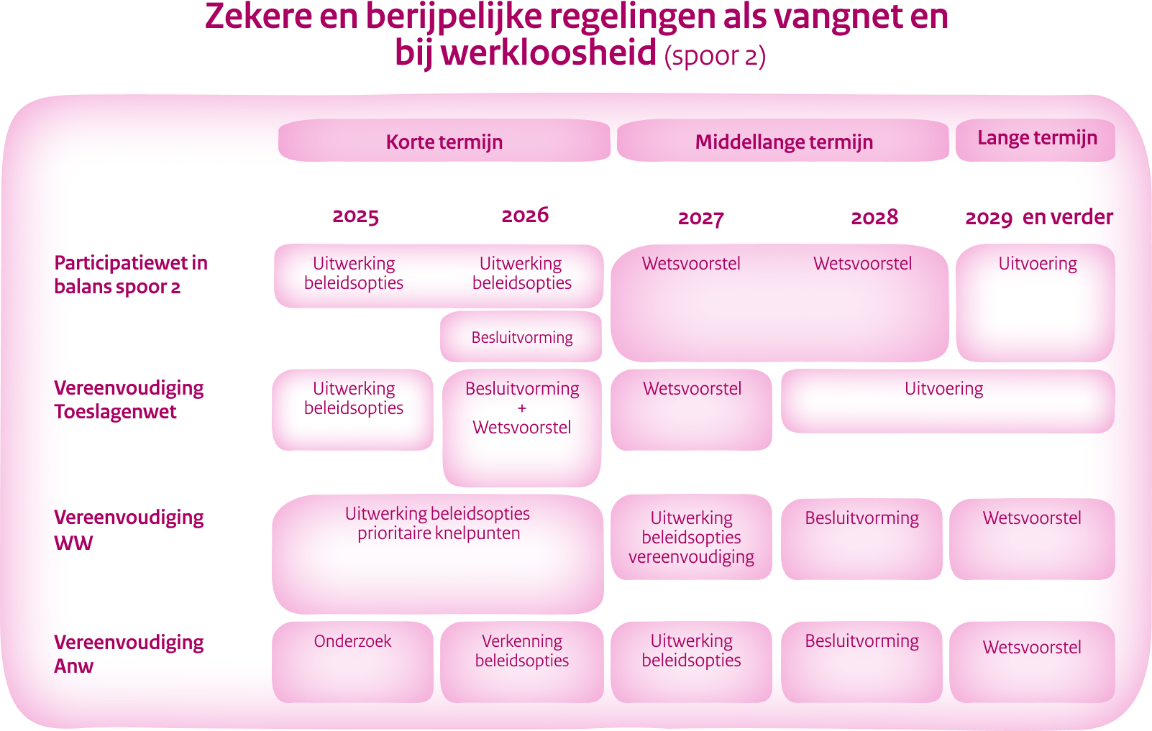 Zekere en berijpelijke regelingen als vangnet en
bij werkloosheid (spoor 2)
Korte termijn
Middellange termijn
Lange termijn
2025
2026
2027
2028
2029 en verder
Participatiewet in
balans spoor 2
Uitwerking
beleidsopties
Uitwerking
beleidsopties
Besluitvorming
Wetsvoorstel
Wetsvoorstel
Uitvoering
Vereenvoudiging
Toeslagenwet
Uitwerking
beleidsopties
Besluitvorming
+
Wetsvoorstel
Wetsvoorstel
Uitvoering
Vereenvoudiging
WW
Uitwerking beleidsopties
prioritaire knelpunten
Uitwerking
beleidsopties
vereenvoudiging
Besluitvorming
Wetsvoorstel
Vereenvoudiging
Anw
Onderzoek
Verkenning
beleidsopties
Uitwerking
beleidsopties
Besluitvorming
Wetsvoorstel